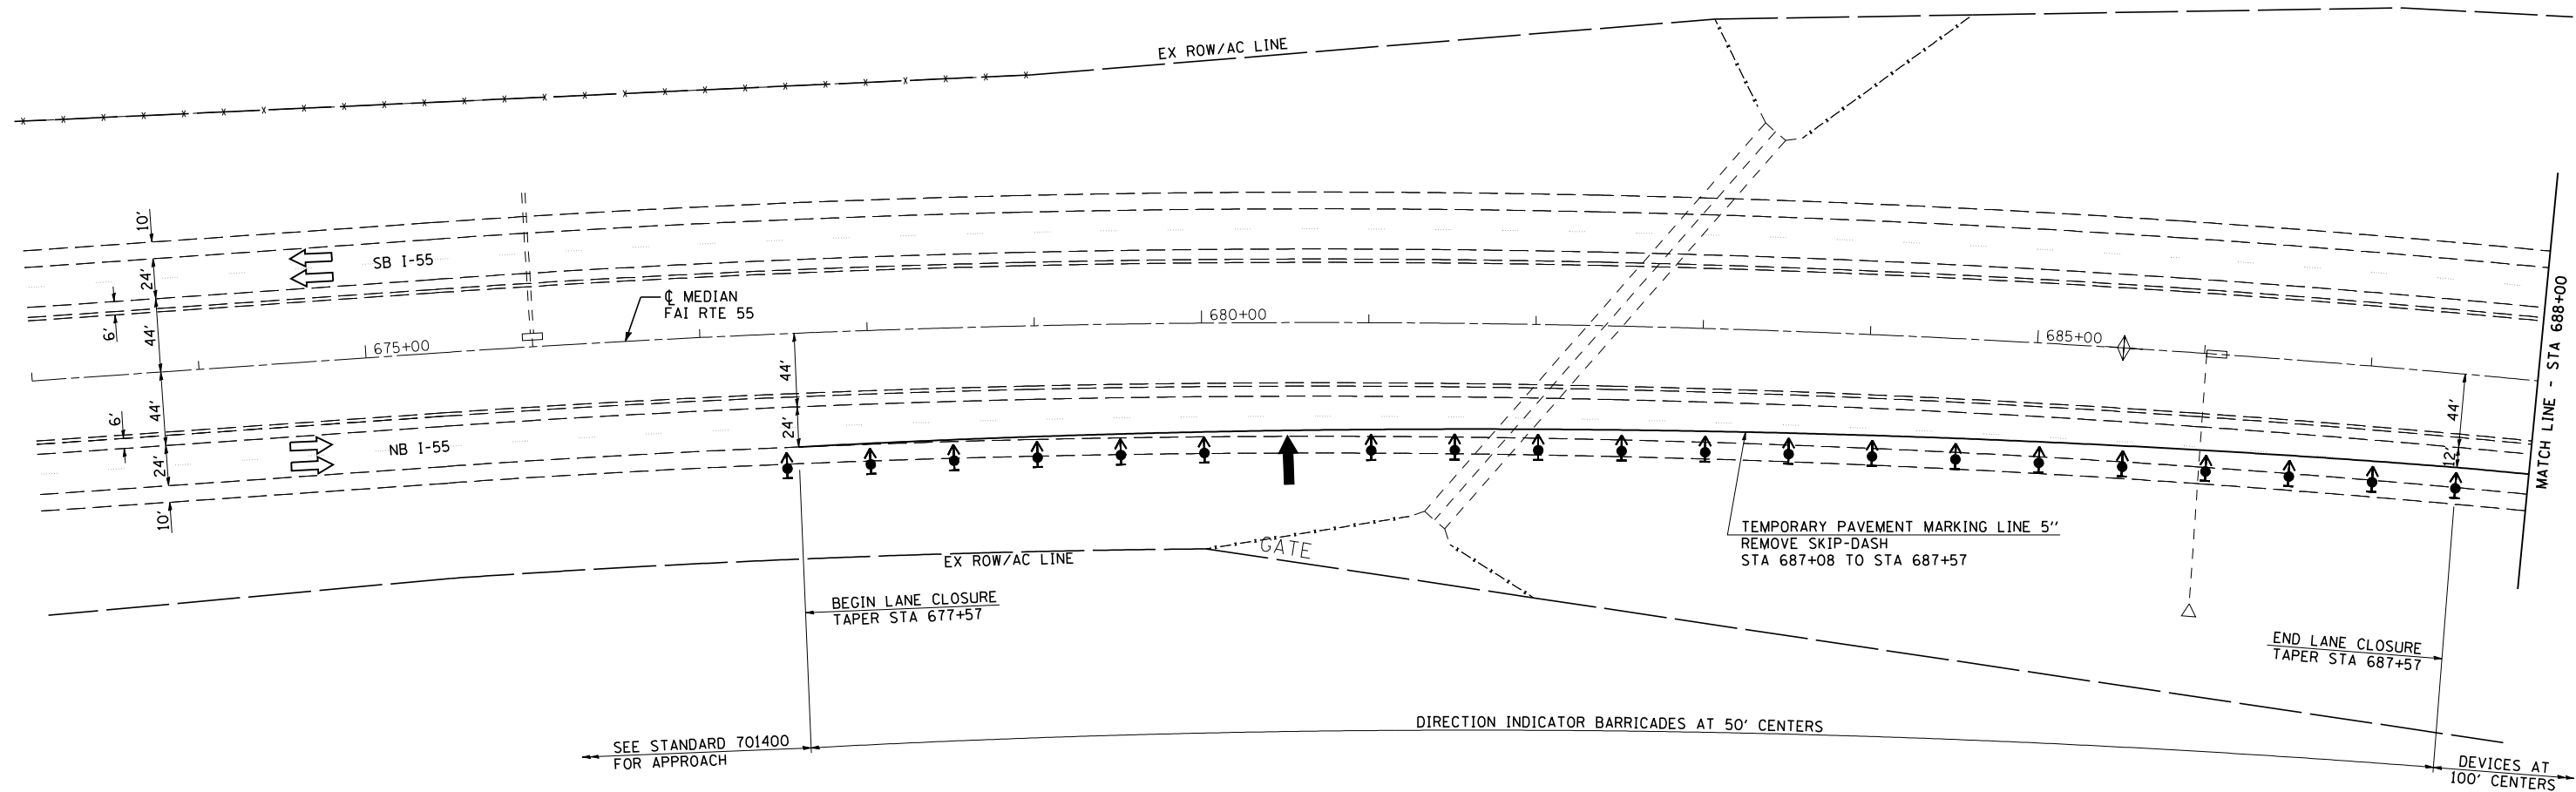 EX ROW/AC LINE
10'
24'
6'
44'
SB I-55
℄ MEDIAN
FAI RTE 55
675+00
680+00
685+00
MATCH LINE - STA 688+00
44'
6'
24'
10'
NB I-55
44'
24'
44'
12'
EX ROW/AC LINE
GATE
TEMPORARY PAVEMENT MARKING LINE 5''
REMOVE SKIP-DASH
STA 687+08 TO STA 687+57
BEGIN LANE CLOSURE
TAPER STA 677+57
END LANE CLOSURE
TAPER STA 687+57
SEE STANDARD 701400
FOR APPROACH
DIRECTION INDICATOR BARRICADES AT 50' CENTERS
DEVICES AT
100' CENTERS